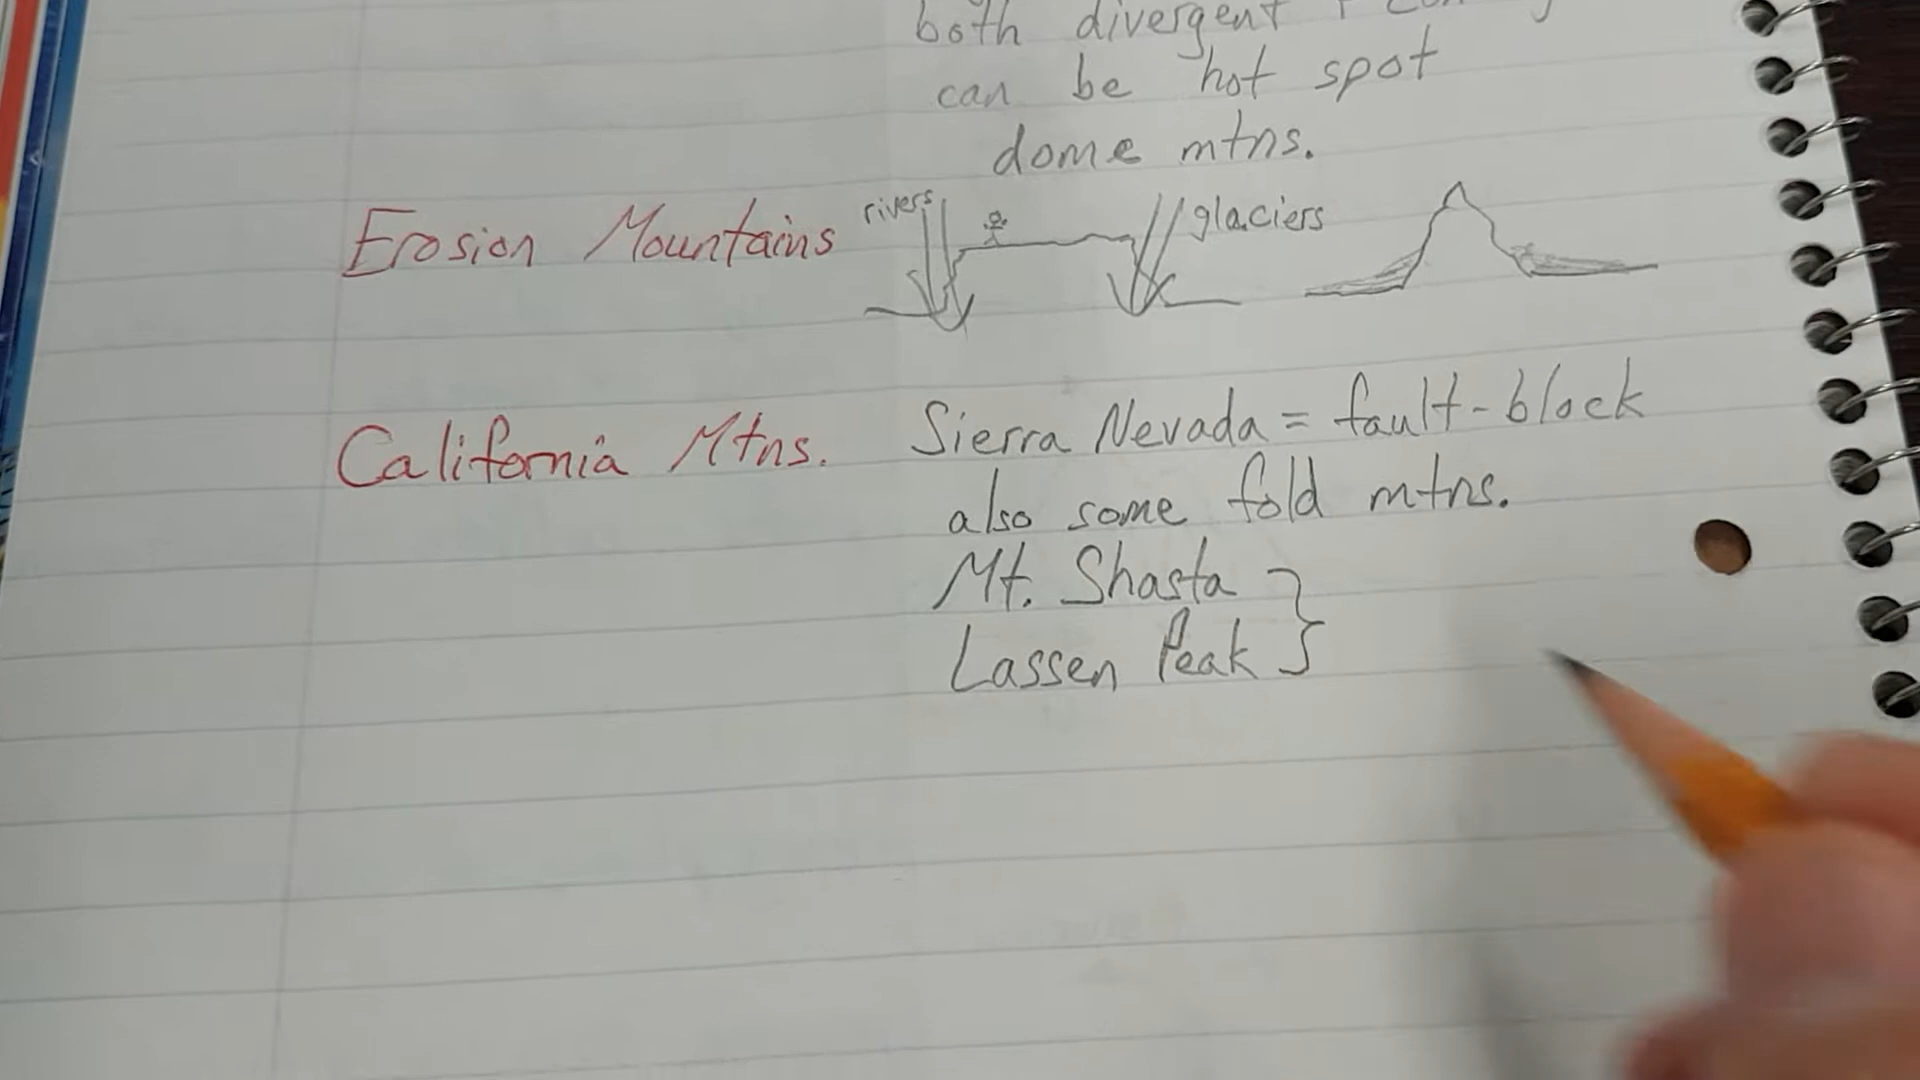 both divergent +
can be hot spot
dome mtns.
Erosion Mountains
rivers
glaciers
California Mtns.
Sierra Nevada = fault-block
also some fold mtns.
Mt. Shasta
Lassen Peak